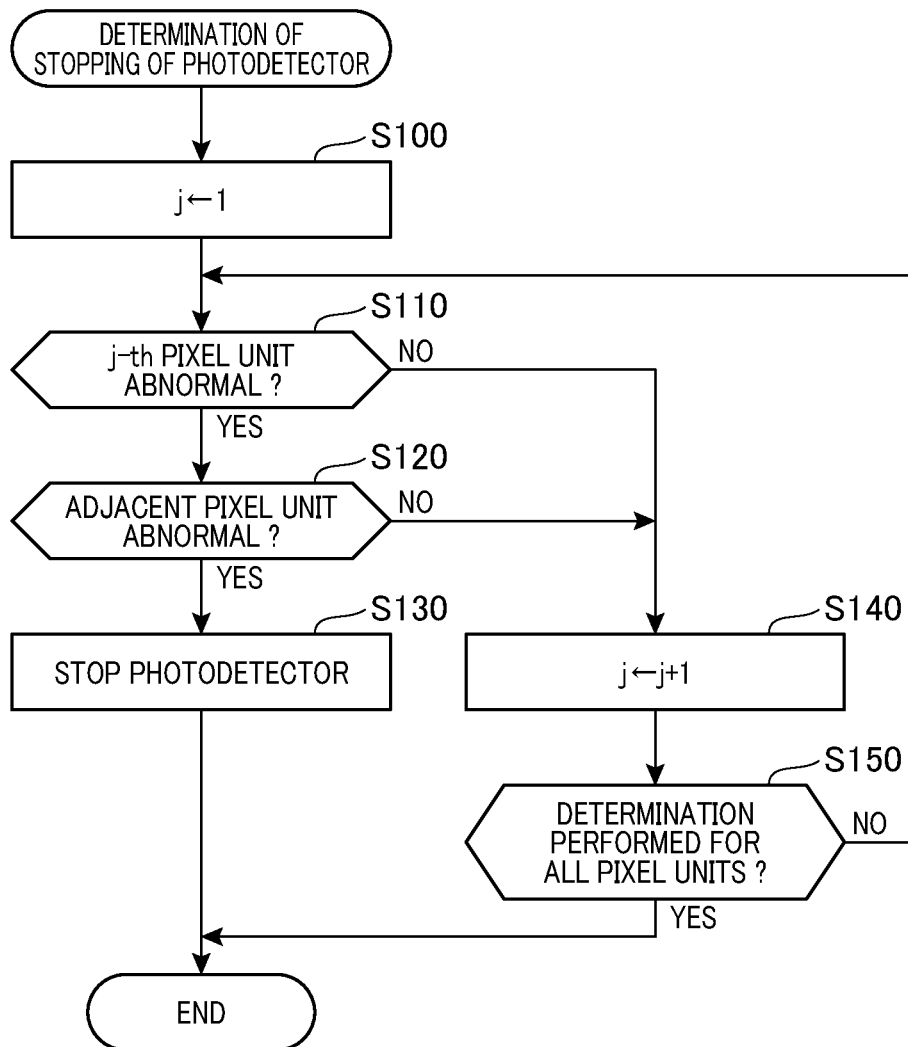 DETERMINATION OF
STOPPING OF PHOTODETECTOR
S100
j←1
S110
j-th PIXEL UNIT
ABNORMAL ?
NO
YES
S120
ADJACENT PIXEL UNIT
ABNORMAL ?
NO
YES
S130
STOP PHOTODETECTOR
S140
j←j+1
S150
DETERMINATION
PERFORMED FOR
ALL PIXEL UNITS ?
NO
YES
END